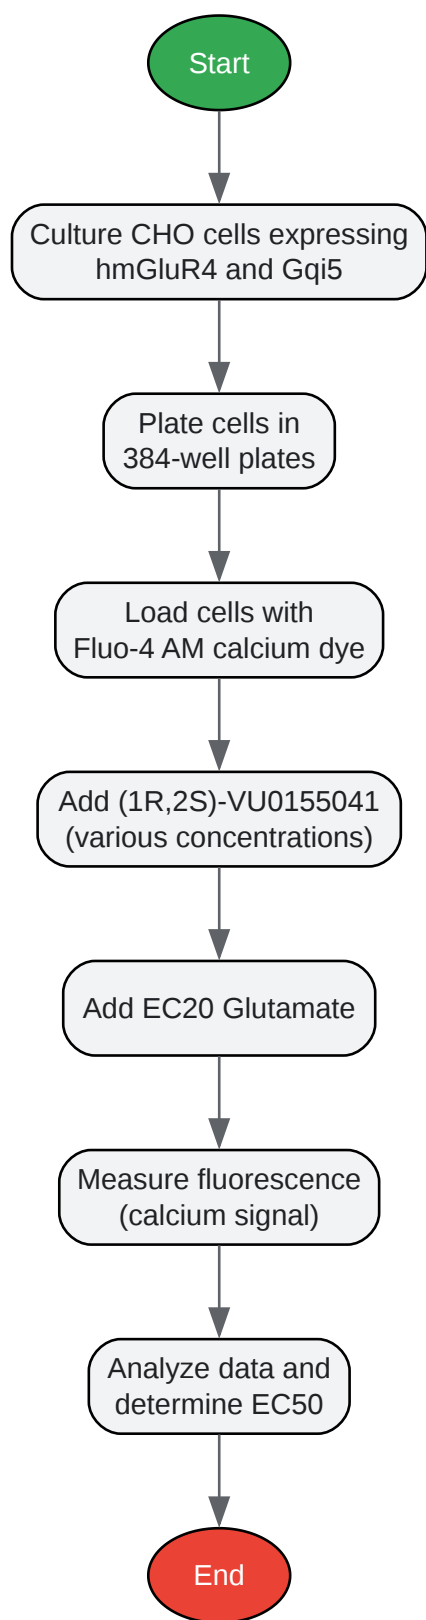 Start
Culture CHO cells expressing
hmGluR4 and Gqi5
Plate cells in
384-well plates
Load cells with
Fluo-4 AM calcium dye
Add (1R,2S)-VU0155041
(various concentrations)
Add EC20 Glutamate
Measure fluorescence
(calcium signal)
Analyze data and
determine EC50
End